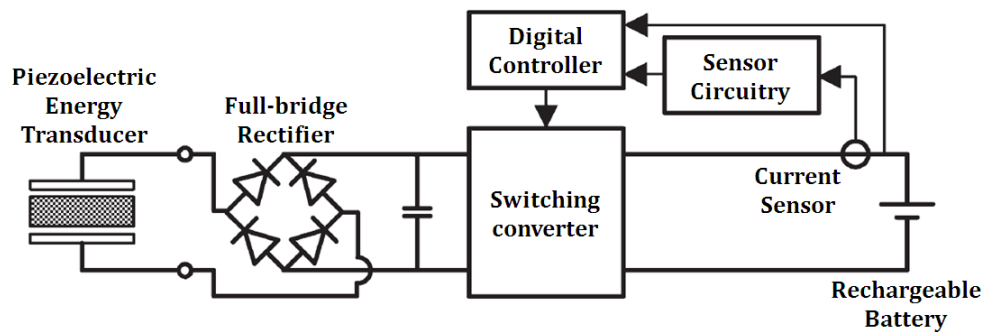 Piezoelectric
Energy
Transducer
Full-bridge
Rectifier
Digital
Controller
Sensor
Circuitry
Switching
converter
Current
Sensor
Rechargeable
Battery